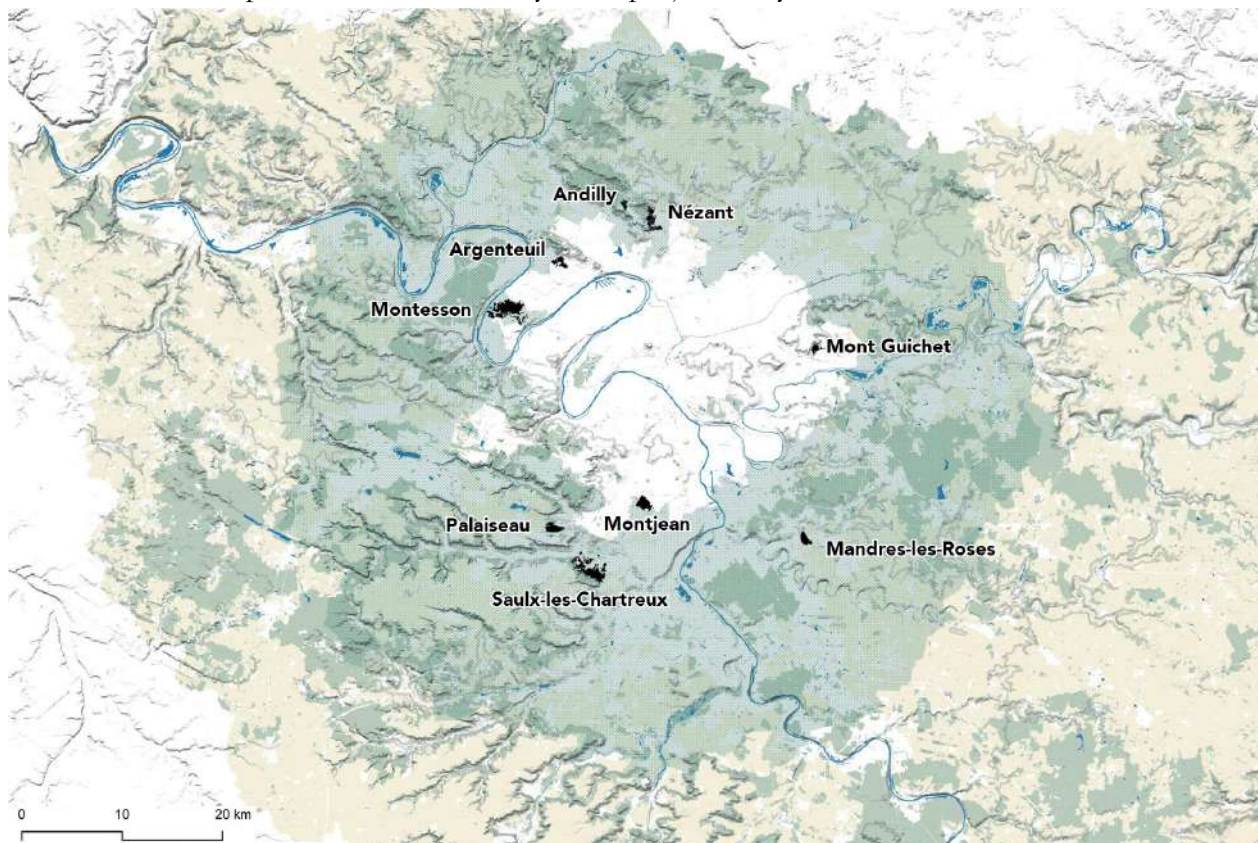 Andilly
Nézant
Argenteuil
Montesson
Mont Guichet
Palaiseau
Montjean
Mandres-les-Roses
Saulx-les-Chartreux
0 10 20 km